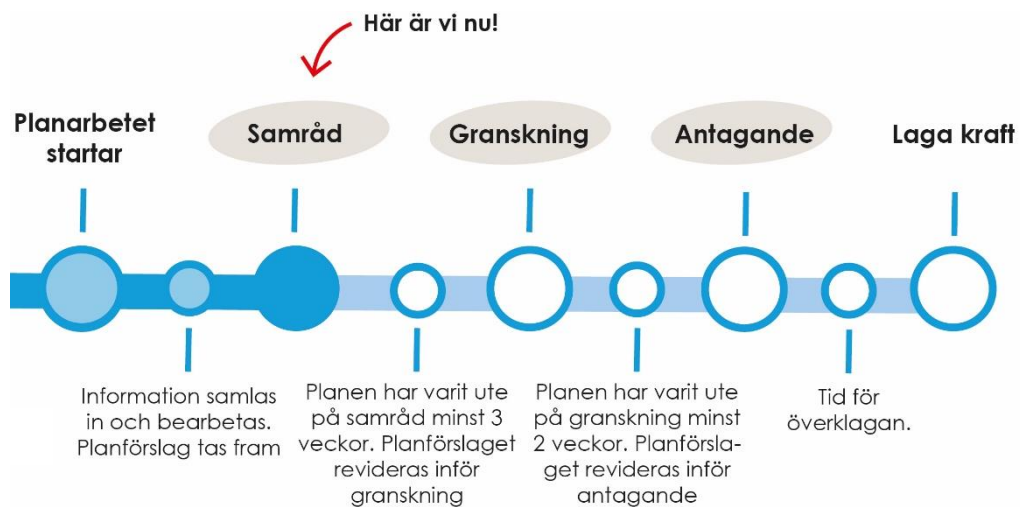 Här är vi nu!
Planarbetet
startar
Samråd
Granskning
Antagande
Laga kraft
Information samlas
in och bearbetas.
Planförslag tas fram
Planen har varit ute
på samråd minst 3
veckor. Planförslaget
revideras inför
granskning
Planen har varit ute
på granskning minst
2 veckor. Planförsla-
get revideras inför
antagande
Tid för
överklagan.